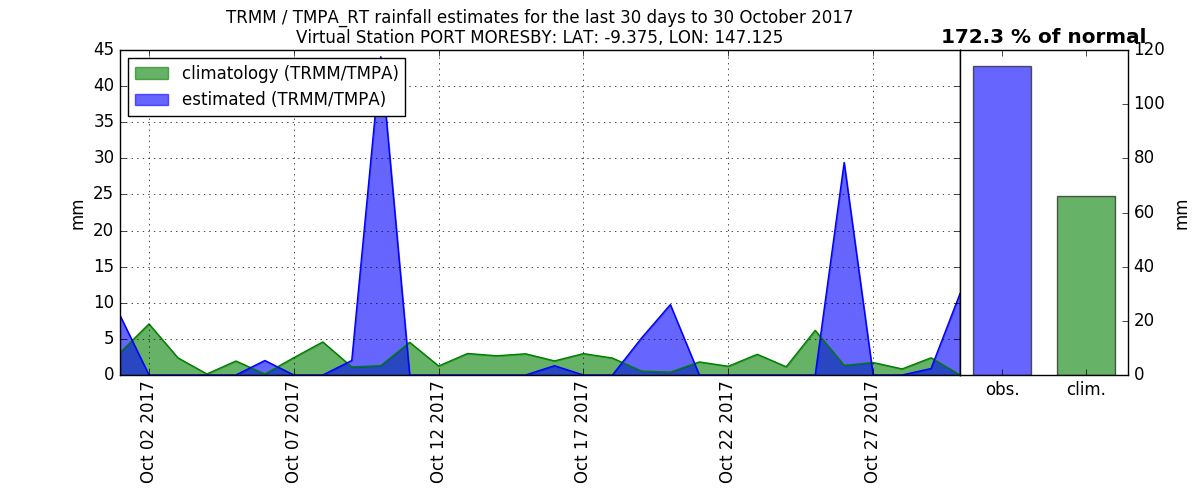 TRMM / TMPA_RT rainfall estimates for the last 30 days to 30 October 2017
Virtual Station PORT MORESBY: LAT: -9.375, LON: 147.125
172.3 % of normal
climatology (TRMM/TMPA)
estimated (TRMM/TMPA)
45
40
35
30
25
20
15
10
5
0
mm
Oct 02 2017
Oct 07 2017
Oct 12 2017
Oct 17 2017
Oct 22 2017
Oct 27 2017
obs.
clim.
120
100
80
60
40
20
0
mm